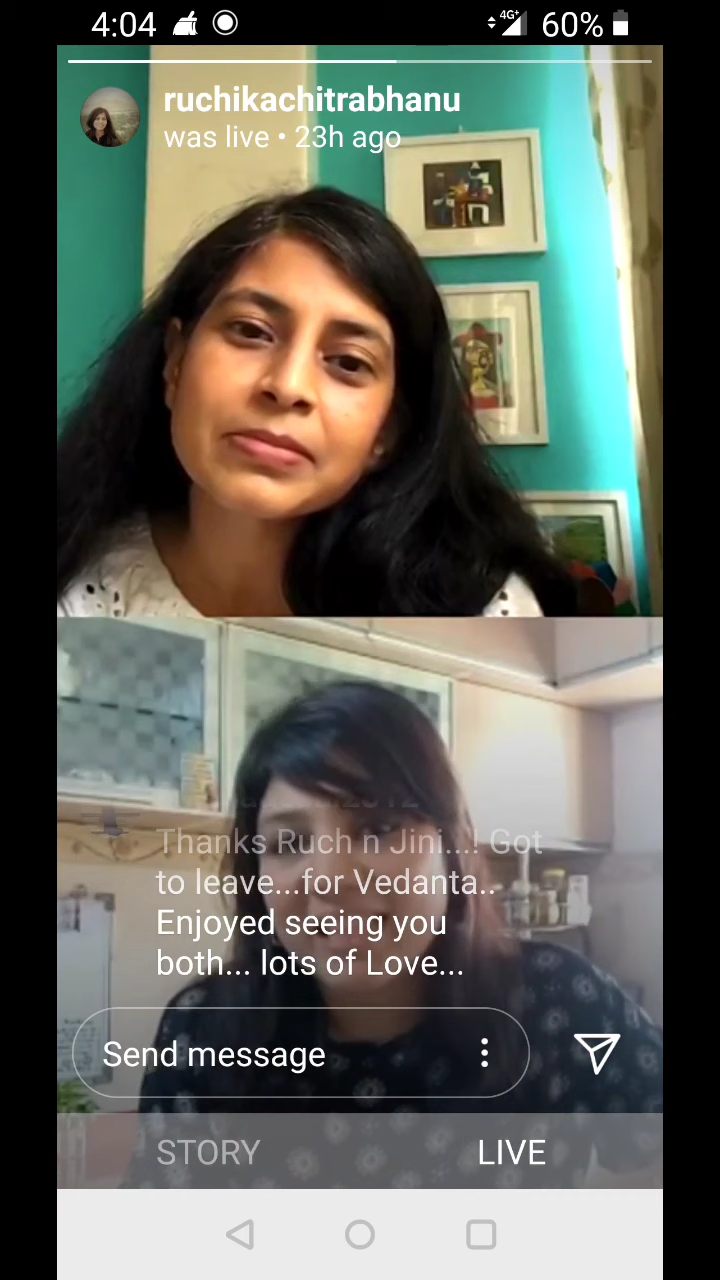 4:04
4G+ 60%
ruchikachitrabhanu
was live • 23h ago
Thanks Ruch n Jini...! Got
to leave...for Vedanta..
Enjoyed seeing you
both... lots of Love...
Send message
STORY LIVE